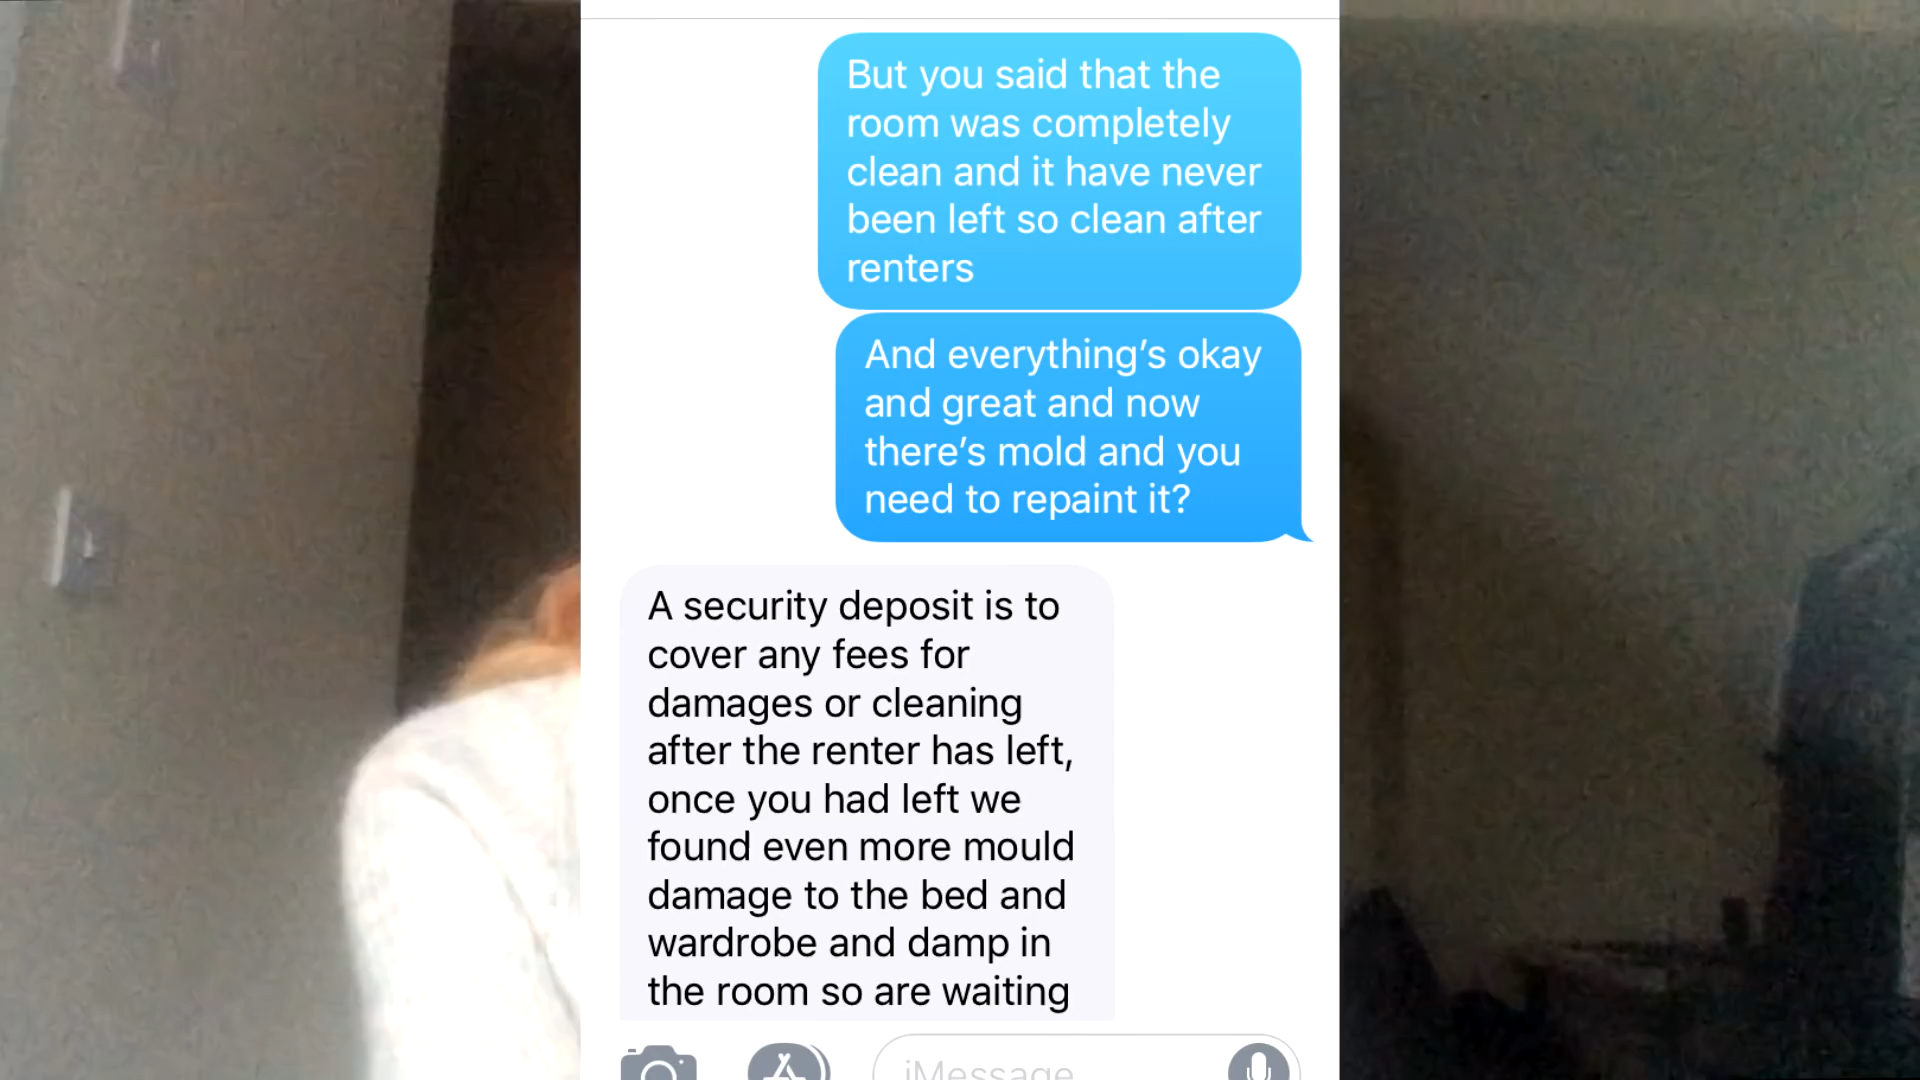 But you said that the
room was completely
clean and it have never
been left so clean after
renters
And everything’s okay
and great and now
there’s mold and you
need to repaint it?
A security deposit is to
cover any fees for
damages or cleaning
after the renter has left,
once you had left we
found even more mould
damage to the bed and
wardrobe and damp in
the room so are waiting
iMessage